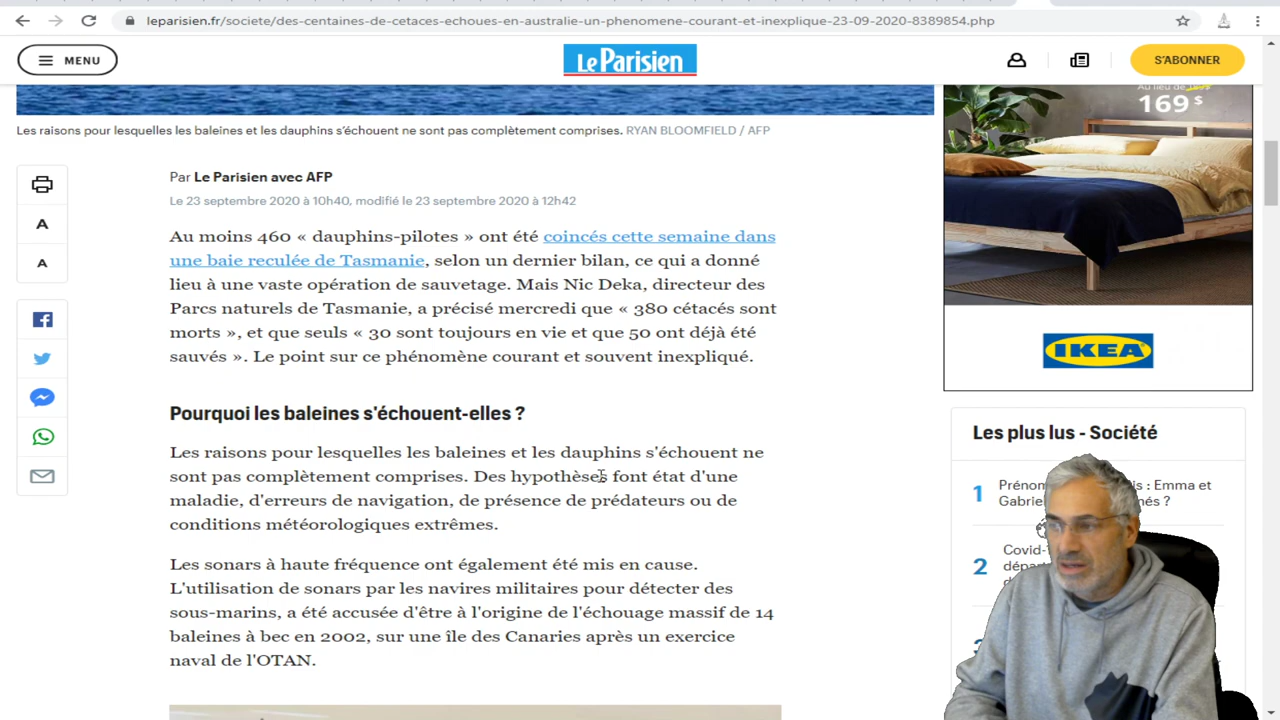 leparisien.fr/societe/des-centaines-de-cetaces-echoues-en-australie-un-phenomene-courant-et-inexplique-23-09-2020-8389854.php
MENU
Le Parisien
S'ABONNER
Les raisons pour lesquelles les baleines et les dauphins s'échouent ne sont pas complètement comprises. RYAN BLOOMFIELD / AFP
Par Le Parisien avec AFP
Le 23 septembre 2020 à 10h40, modifié le 23 septembre 2020 à 12h42
A
A
Au moins 460 « dauphins-pilotes » ont été coincés cette semaine dans
une baie reculée de Tasmanie, selon un dernier bilan, ce qui a donné
lieu à une vaste opération de sauvetage. Mais Nic Deka, directeur des
Parcs naturels de Tasmanie, a précisé mercredi que « 380 cétacés sont
morts », et que seuls « 30 sont toujours en vie et que 50 ont déjà été
sauvés ». Le point sur ce phénomène courant et souvent inexpliqué.
Pourquoi les baleines s'échouent-elles ?
Les raisons pour lesquelles les baleines et les dauphins s'échouent ne
sont pas complètement comprises. Des hypothèses font état d'une
maladie, d'erreurs de navigation, de présence de prédateurs ou de
conditions météorologiques extrêmes.
Les sonars à haute fréquence ont également été mis en cause.
L'utilisation de sonars par les navires militaires pour détecter des
sous-marins, a été accusée d'être à l'origine de l'échouage massif de 14
baleines à bec en 2002, sur une île des Canaries après un exercice
naval de l'OTAN.
Au lieu de
169 $
IKEA
Les plus lus - Société
1
Emma et
Gabriel
2